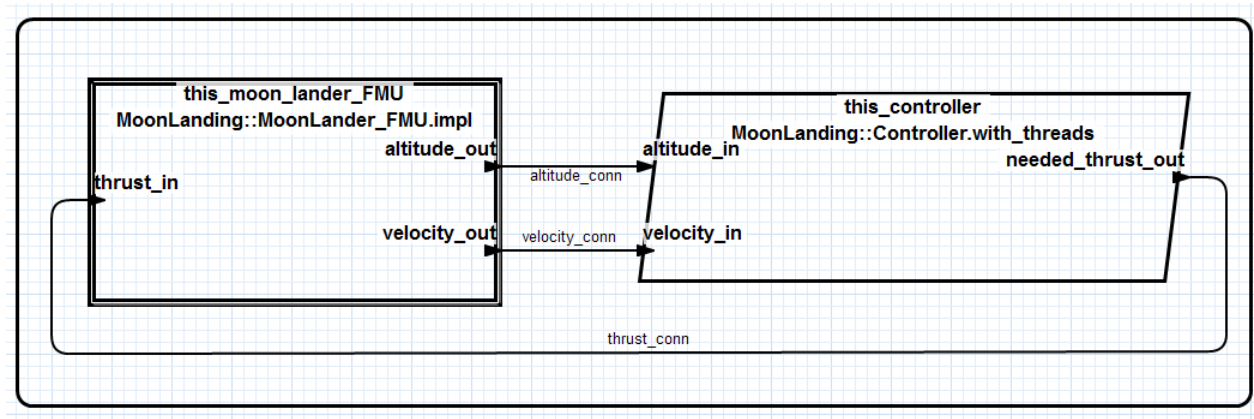 this_moon_lander_FMU
MoonLanding::MoonLander_FMU.impl
altitude_out
thrust_in
velocity_out
altitude_conn
velocity_conn
this_controller
MoonLanding::Controller.with_threads
altitude_in
needed_thrust_out
velocity_in
thrust_conn